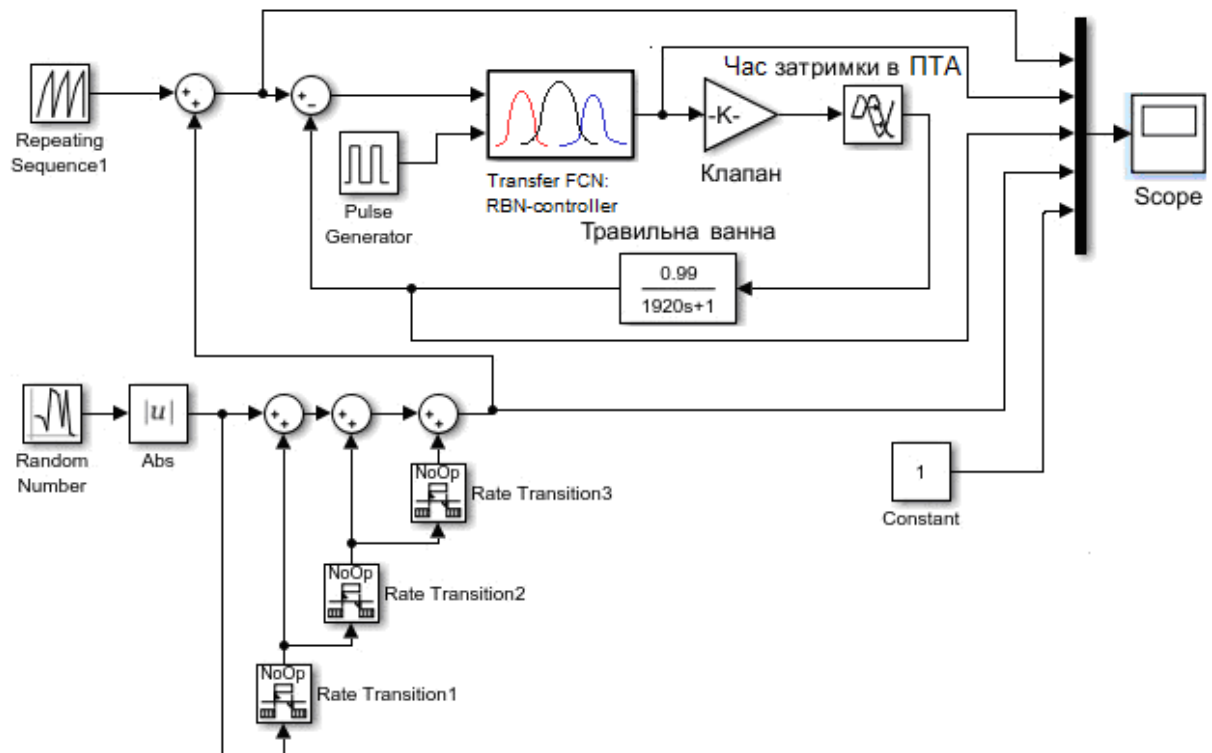 Час затримки в ПТА
+
+
+
−
-K-
Repeating
Sequence1
Клапан
Transfer FCN:
RBN-controller
Scope
Pulse
Generator
Травильна ванна
0.99
1920s+1
|u|
+
+
+
+
+
+
Random
Number
Abs
NoOp
Rate Transition3
1
Constant
NoOp
Rate Transition2
NoOp
Rate Transition1